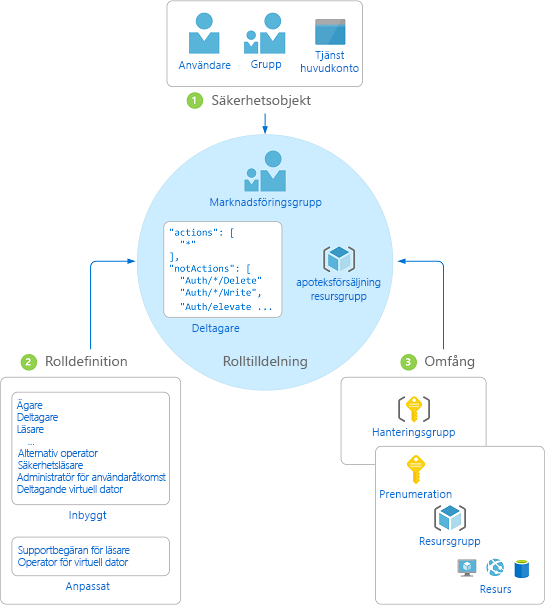 Användare
Grupp
Tjänst
huvudkonto
1 Säkerhetsobjekt
Marknadsföringsgrupp
"actions": [
"*"
],
"notActions": [
"Auth/*/Delete"
"Auth/*/Write",
"Auth/elevate ...
Deltagare
apoteksförsäljning
resursgrupp
Rolltilldelning
2 Rolldefinition
Ägare
Deltagare
Läsare
...
Alternativ operator
Säkerhetsläsare
Administratör för användaråtkomst
Deltagande virtuell dator
Inbyggt
Supportbegäran för läsare
Operator för virtuell dator
Anpassat
3 Omfång
Hanteringsgrupp
Prenumeration
Resursgrupp
Resurs